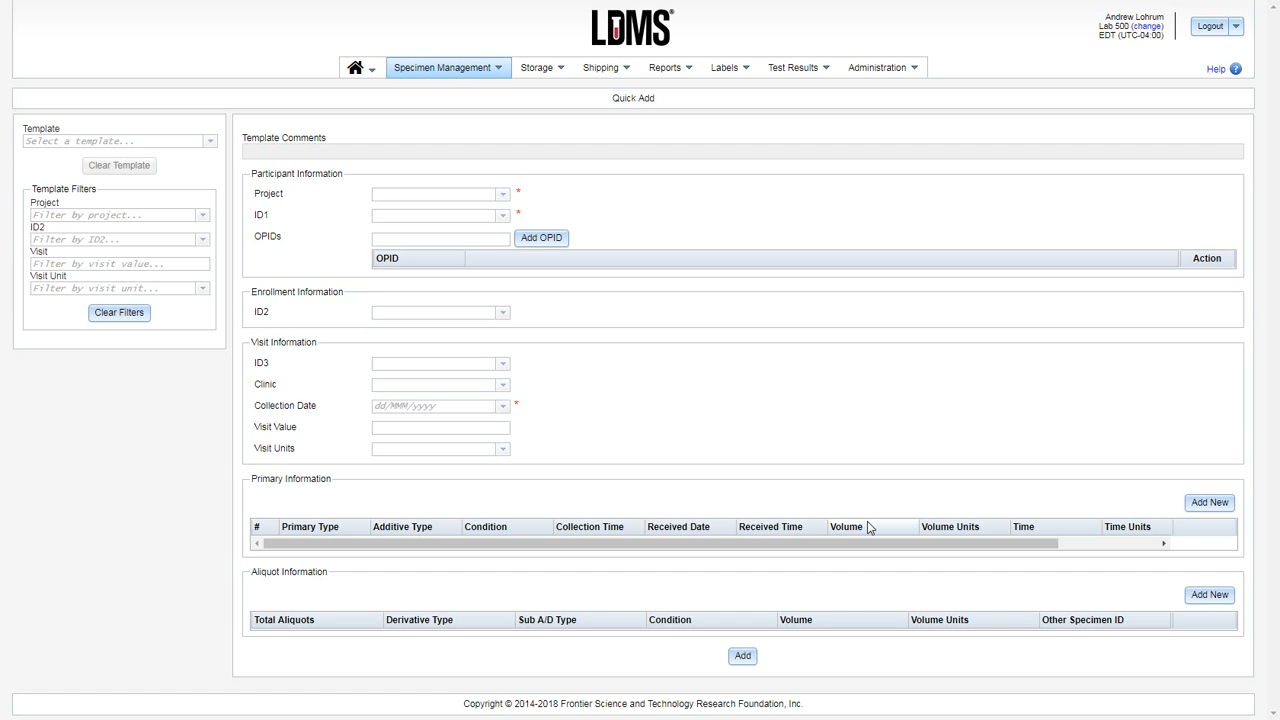 LDMS®
Andrew Lohrum
Lab 500 (change)
EDT (UTC-04:00)
Logout
Specimen Management
Storage
Shipping
Reports
Labels
Test Results
Administration
Help ?
Quick Add
Template
Select a template...
Clear Template
Template Filters
Project
Filter by project...
ID2
Filter by ID2...
Visit
Filter by visit value...
Visit Unit
Filter by visit unit...
Clear Filters
Template Comments
Participant Information
Project *
ID1 *
OPIDs Add OPID
OPID Action
Enrollment Information
ID2
Visit Information
ID3
Clinic
Collection Date dd/MMM/yyyy *
Visit Value
Visit Units
Primary Information
Add New
# Primary Type Additive Type Condition Collection Time Received Date Received Time Volume Volume Units Time Time Units
Aliquot Information
Add New
Total Aliquots Derivative Type Sub A/D Type Condition Volume Volume Units Other Specimen ID
Add
Copyright © 2014-2018 Frontier Science and Technology Research Foundation, Inc.